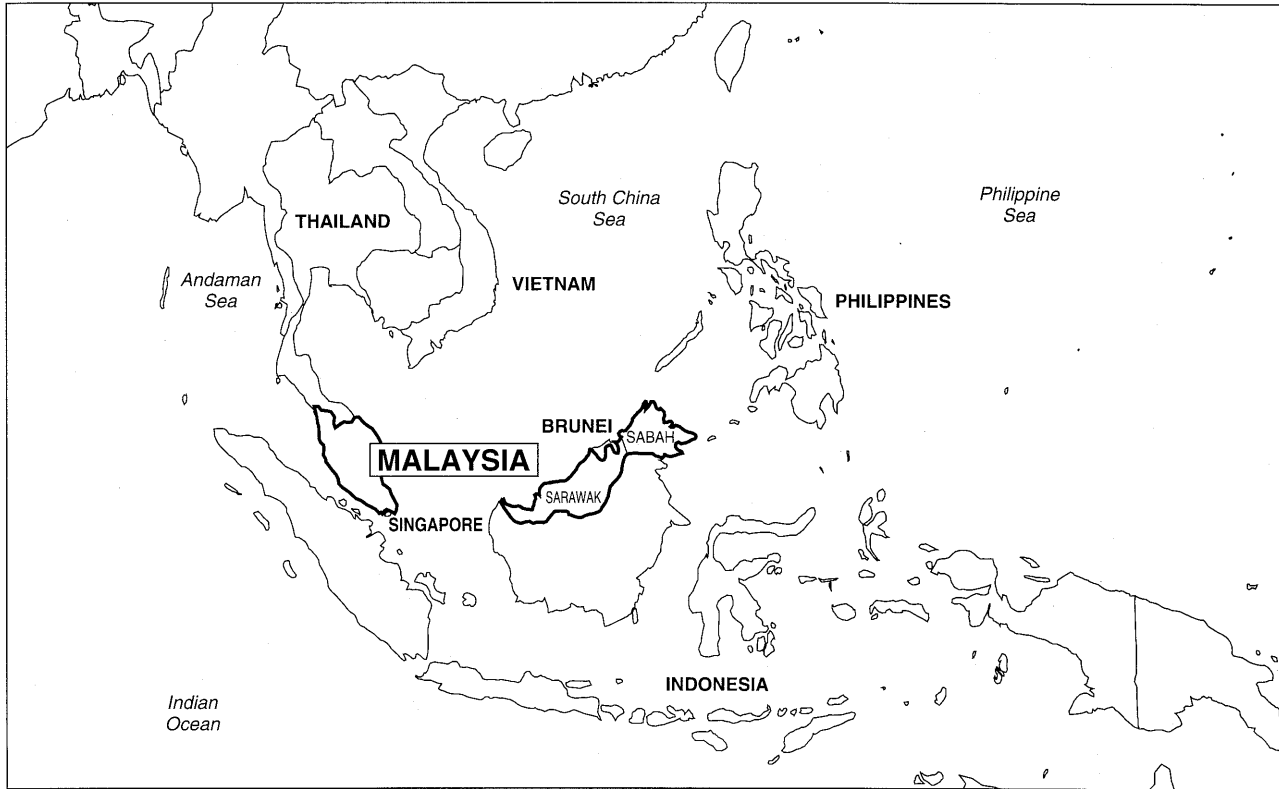 South China
Sea
Philippine
Sea
THAILAND
Andaman
Sea
VIETNAM
PHILIPPINES
BRUNEI
SABAH
MALAYSIA
SARAWAK
SINGAPORE
INDONESIA
Indian
Ocean